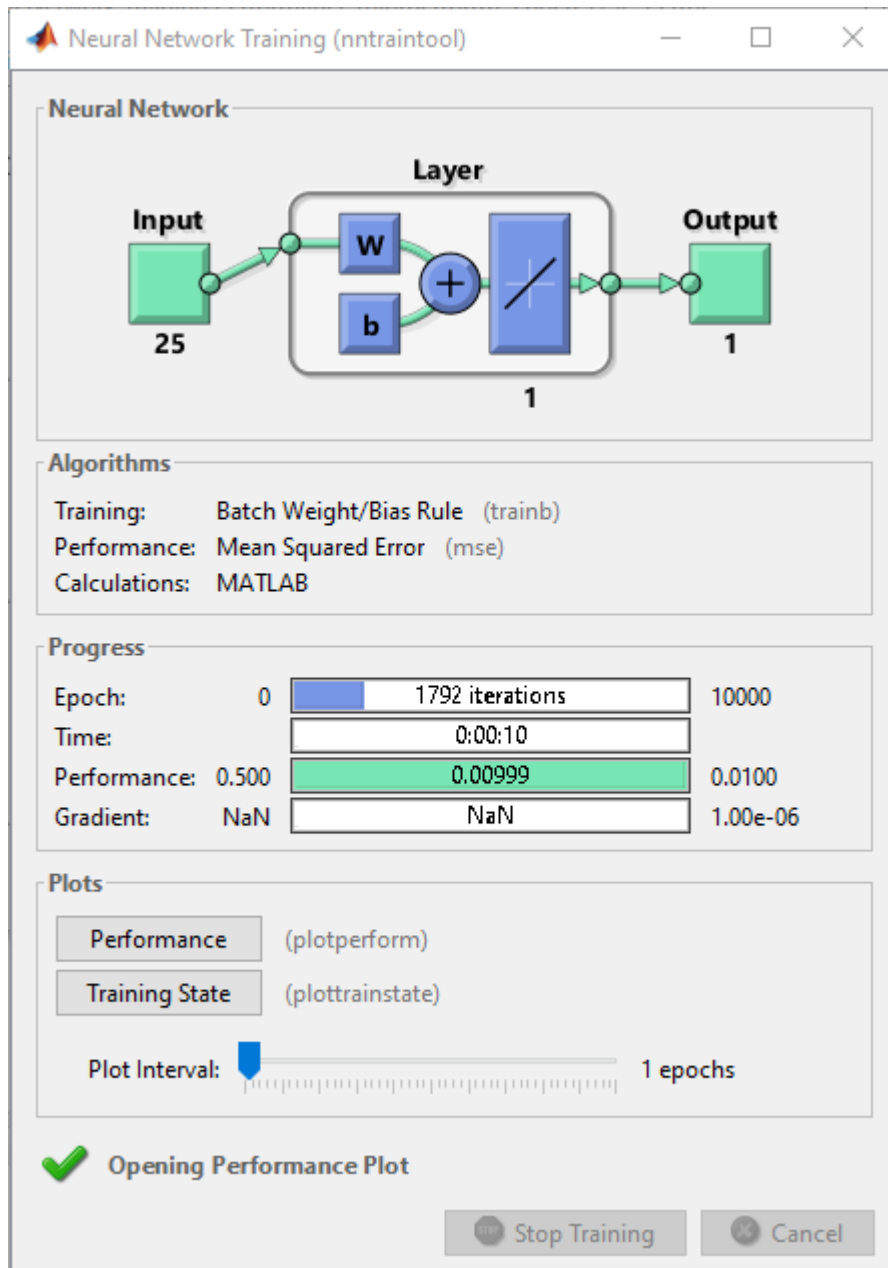 Neural Network Training (nntraintool)
Neural Network
Layer
Input
Output
W
b
25
1
1
Algorithms
Training: Batch Weight/Bias Rule (trainb)
Performance: Mean Squared Error (mse)
Calculations: MATLAB
Progress
Epoch: 0 1792 iterations 10000
Time: 0:00:10
Performance: 0.500 0.00999 0.0100
Gradient: NaN NaN 1.00e-06
Plots
Performance (plotperform)
Training State (plottrainstate)
Plot Interval: 1 epochs
Opening Performance Plot
STOP Stop Training Cancel